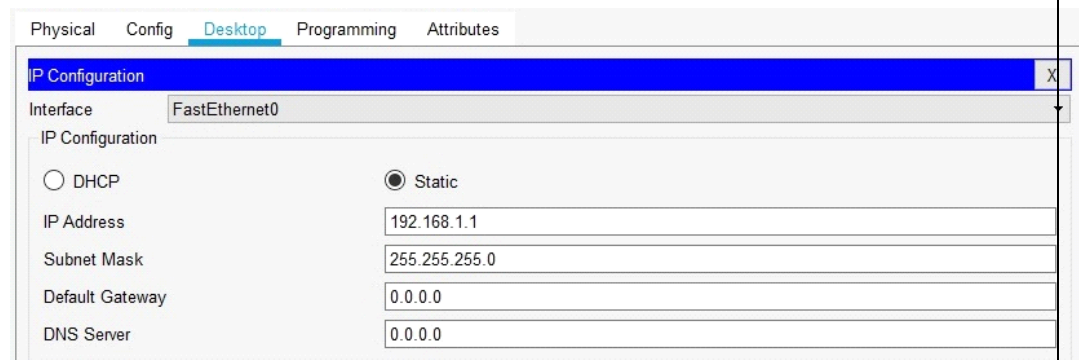 Physical Config Desktop Programming Attributes
IP Configuration X
Interface FastEthernet0
IP Configuration
DHCP Static
IP Address 192.168.1.1
Subnet Mask 255.255.255.0
Default Gateway 0.0.0.0
DNS Server 0.0.0.0